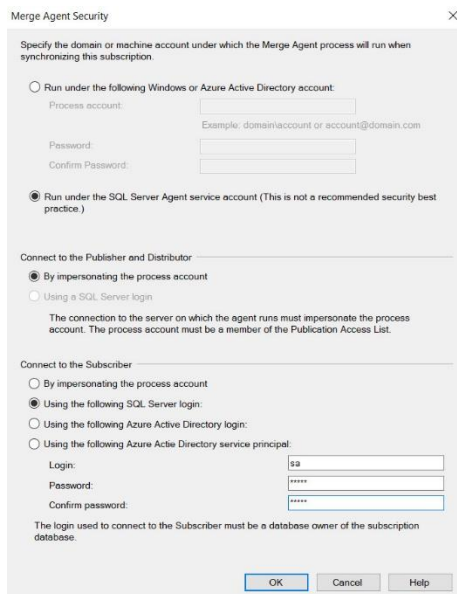 Merge Agent Security
Specify the domain or machine account under which the Merge Agent process will run when
synchronizing this subscription.
Run under the following Windows or Azure Active Directory account:
Process account:
Example: domain\account or account@domain.com
Password:
Confirm Password:
Run under the SQL Server Agent service account (This is not a recommended security best
practice.)
Connect to the Publisher and Distributor
By impersonating the process account
Using a SQL Server login
The connection to the server on which the agent runs must impersonate the process
account. The process account must be a member of the Publication Access List.
Connect to the Subscriber
By impersonating the process account
Using the following SQL Server login:
Using the following Azure Active Directory login:
Using the following Azure Actie Directory service principal:
Login: sa
Password: *****
Confirm password: *****
The login used to connect to the Subscriber must be a database owner of the subscription
database.
OK Cancel Help